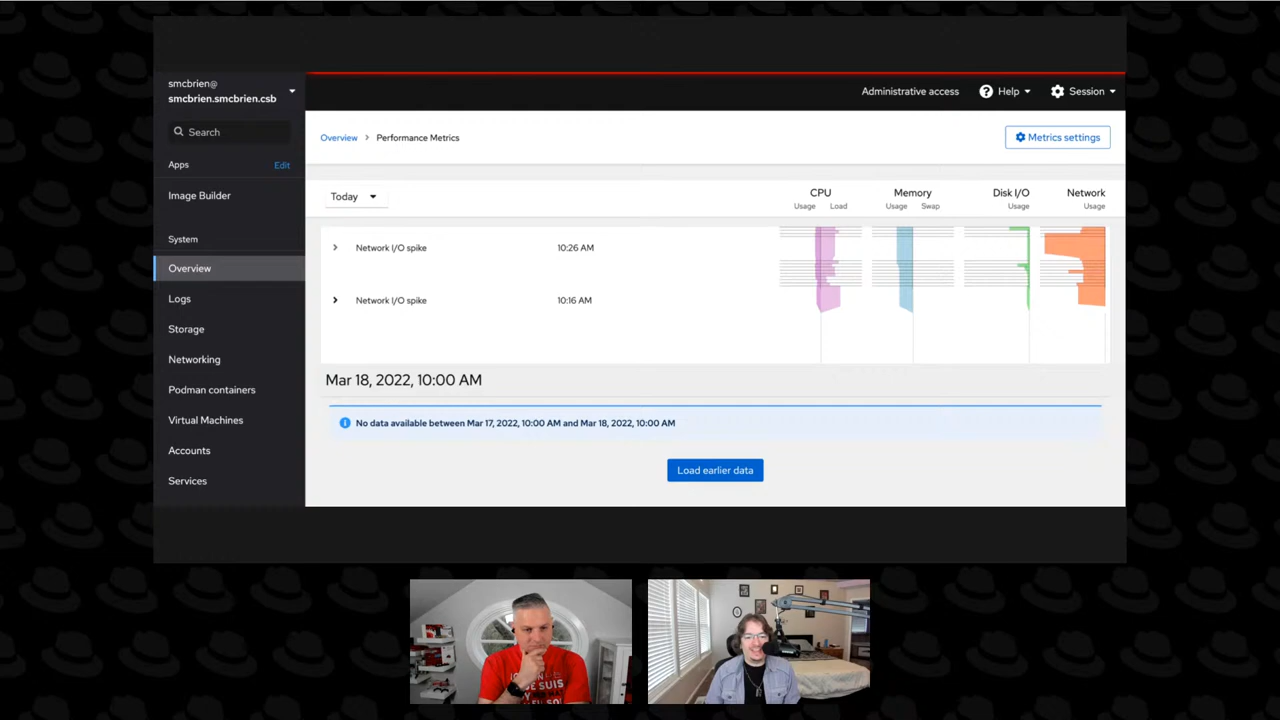 smcbrien@
smcbrien.smcbrien.csb
Administrative access
Help
Session
Search
Overview
Performance Metrics
Metrics settings
Apps
Edit
Image Builder
Today
CPU
Memory
Disk I/O
Network
Usage
Load
Usage
Swap
Usage
Usage
System
Network I/O spike
10:26 AM
Overview
Logs
Network I/O spike
10:16 AM
Storage
Networking
Podman containers
Virtual Machines
Accounts
Services
Mar 18, 2022, 10:00 AM
No data available between Mar 17, 2022, 10:00 AM and Mar 18, 2022, 10:00 AM
Load earlier data
DE SUIS